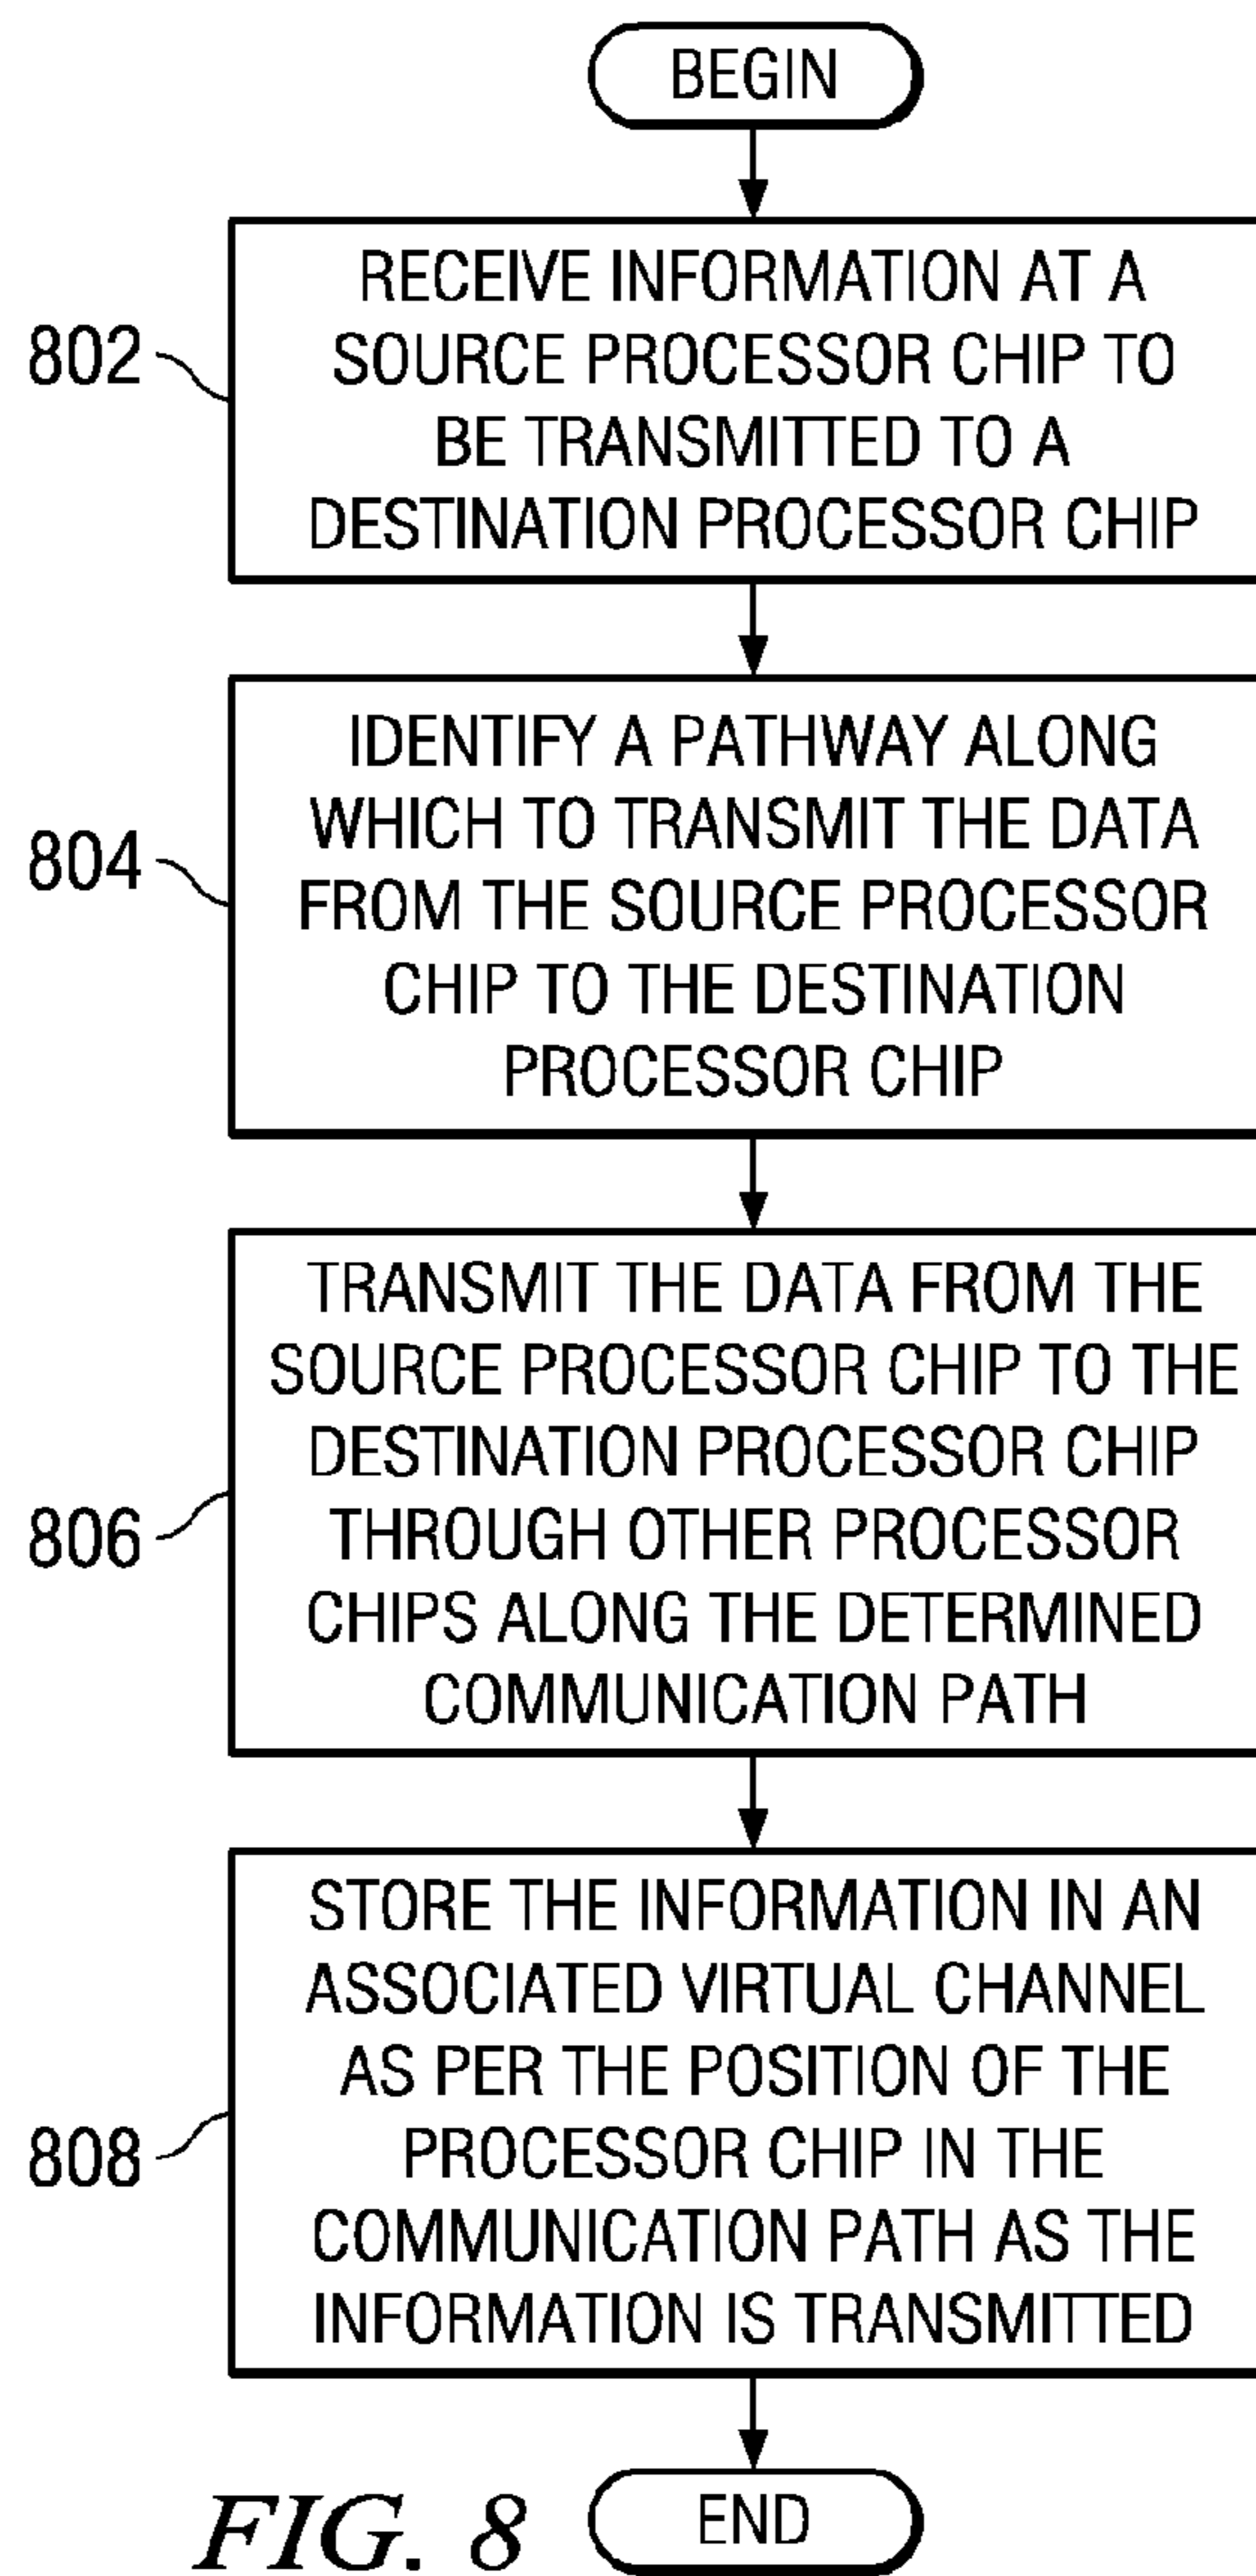 BEGIN
802
RECEIVE INFORMATION AT A
SOURCE PROCESSOR CHIP TO
BE TRANSMITTED TO A
DESTINATION PROCESSOR CHIP
804
IDENTIFY A PATHWAY ALONG
WHICH TO TRANSMIT THE DATA
FROM THE SOURCE PROCESSOR
CHIP TO THE DESTINATION
PROCESSOR CHIP
806
TRANSMIT THE DATA FROM THE
SOURCE PROCESSOR CHIP TO THE
DESTINATION PROCESSOR CHIP
THROUGH OTHER PROCESSOR
CHIPS ALONG THE DETERMINED
COMMUNICATION PATH
808
STORE THE INFORMATION IN AN
ASSOCIATED VIRTUAL CHANNEL
AS PER THE POSITION OF THE
PROCESSOR CHIP IN THE
COMMUNICATION PATH AS THE
INFORMATION IS TRANSMITTED
END
FIG. 8